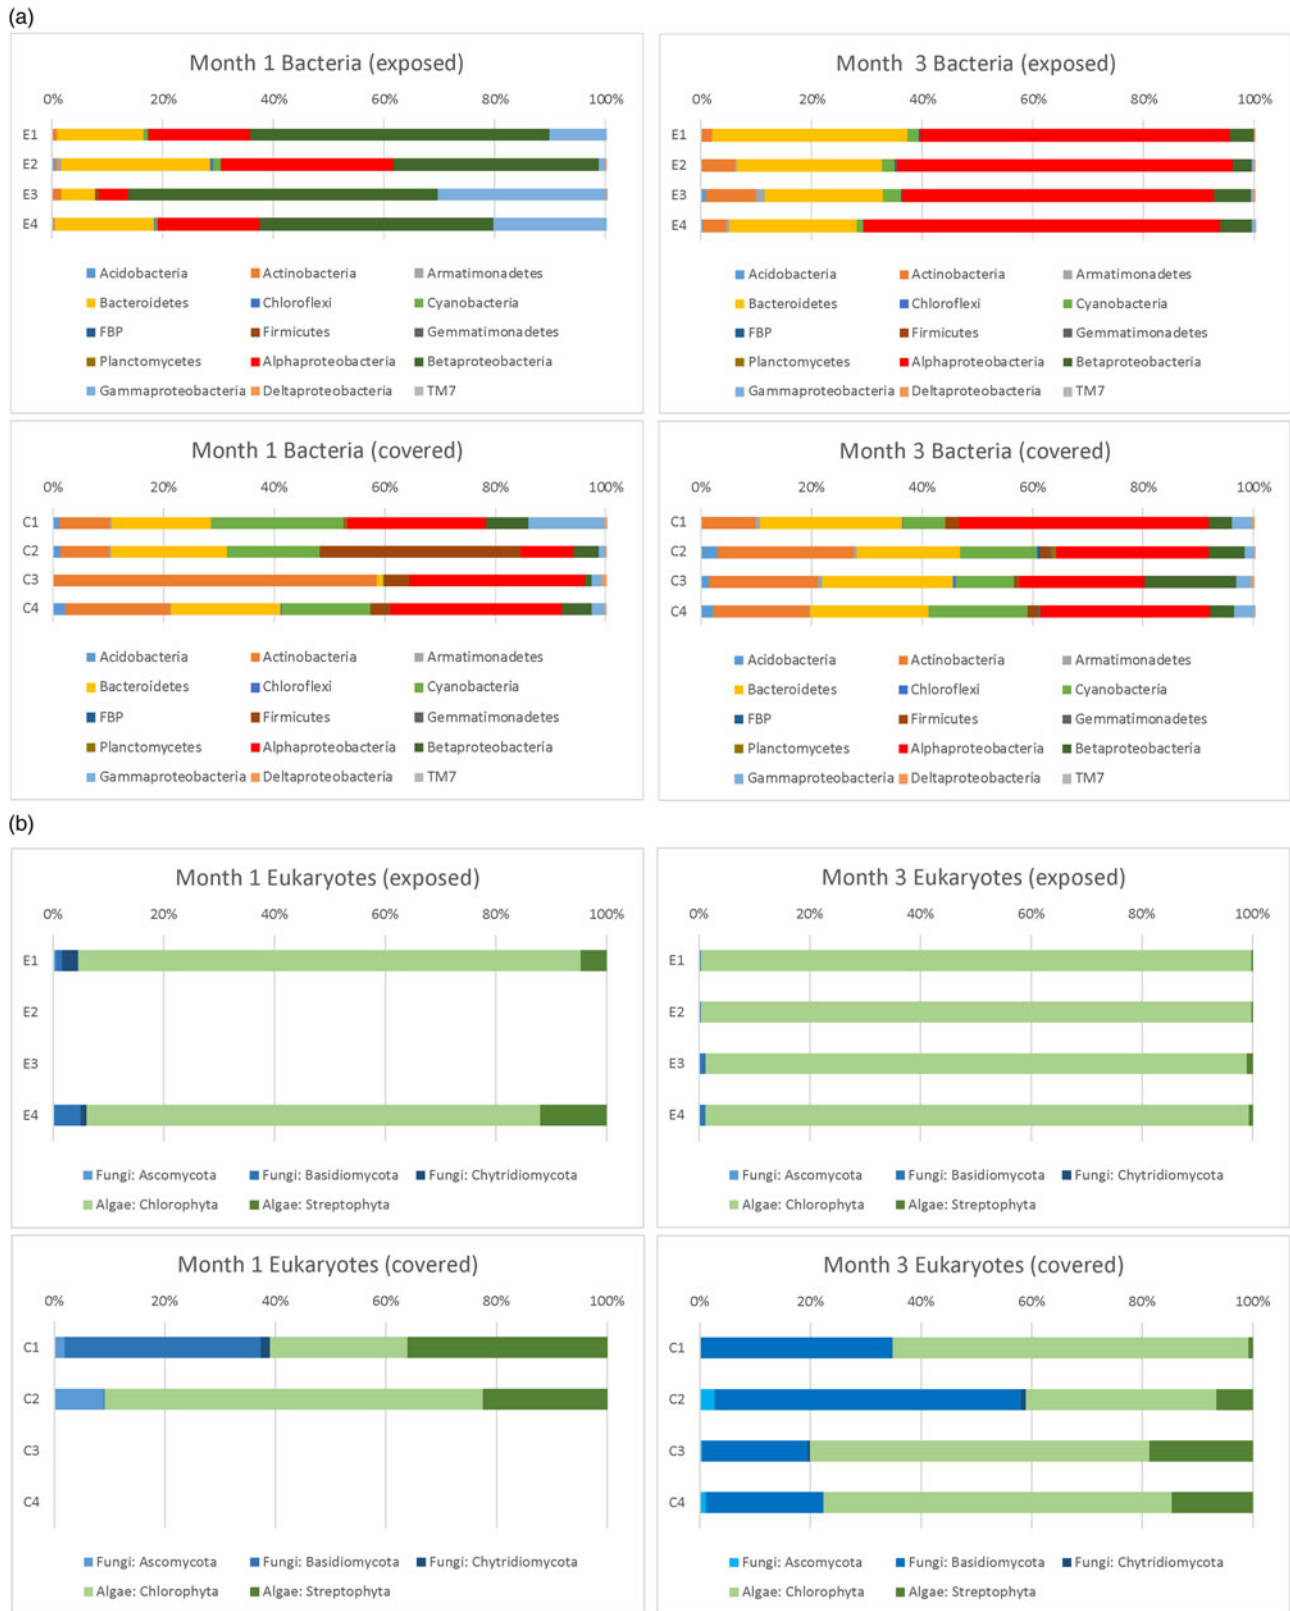 (a)
Month 1 Bacteria (exposed)
0% 20% 40% 60% 80% 100%
E1
E2
E3
E4
Acidobacteria Actinobacteria Armatimonadetes
Bacteroidetes Chloroflexi Cyanobacteria
FBP Firmicutes Gemmatimonadetes
Planctomycetes Alphaproteobacteria Betaproteobacteria
Gammaproteobacteria Deltaproteobacteria TM7
Month 3 Bacteria (exposed)
0% 20% 40% 60% 80% 100%
E1
E2
E3
E4
Acidobacteria Actinobacteria Armatimonadetes
Bacteroidetes Chloroflexi Cyanobacteria
FBP Firmicutes Gemmatimonadetes
Planctomycetes Alphaproteobacteria Betaproteobacteria
Gammaproteobacteria Deltaproteobacteria TM7
Month 1 Bacteria (covered)
0% 20% 40% 60% 80% 100%
C1
C2
C3
C4
Acidobacteria Actinobacteria Armatimonadetes
Bacteroidetes Chloroflexi Cyanobacteria
FBP Firmicutes Gemmatimonadetes
Planctomycetes Alphaproteobacteria Betaproteobacteria
Gammaproteobacteria Deltaproteobacteria TM7
Month 3 Bacteria (covered)
0% 20% 40% 60% 80% 100%
C1
C2
C3
C4
Acidobacteria Actinobacteria Armatimonadetes
Bacteroidetes Chloroflexi Cyanobacteria
FBP Firmicutes Gemmatimonadetes
Planctomycetes Alphaproteobacteria Betaproteobacteria
Gammaproteobacteria Deltaproteobacteria TM7
(b)
Month 1 Eukaryotes (exposed)
0% 20% 40% 60% 80% 100%
E1
E2
E3
E4
Fungi: Ascomycota Fungi: Basidiomycota Fungi: Chytridiomycota
Algae: Chlorophyta Algae: Streptophyta
Month 3 Eukaryotes (exposed)
0% 20% 40% 60% 80% 100%
E1
E2
E3
E4
Fungi: Ascomycota Fungi: Basidiomycota Fungi: Chytridiomycota
Algae: Chlorophyta Algae: Streptophyta
Month 1 Eukaryotes (covered)
0% 20% 40% 60% 80% 100%
C1
C2
C3
C4
Fungi: Ascomycota Fungi: Basidiomycota Fungi: Chytridiomycota
Algae: Chlorophyta Algae: Streptophyta
Month 3 Eukaryotes (covered)
0% 20% 40% 60% 80% 100%
C1
C2
C3
C4
Fungi: Ascomycota Fungi: Basidiomycota Fungi: Chytridiomycota
Algae: Chlorophyta Algae: Streptophyta